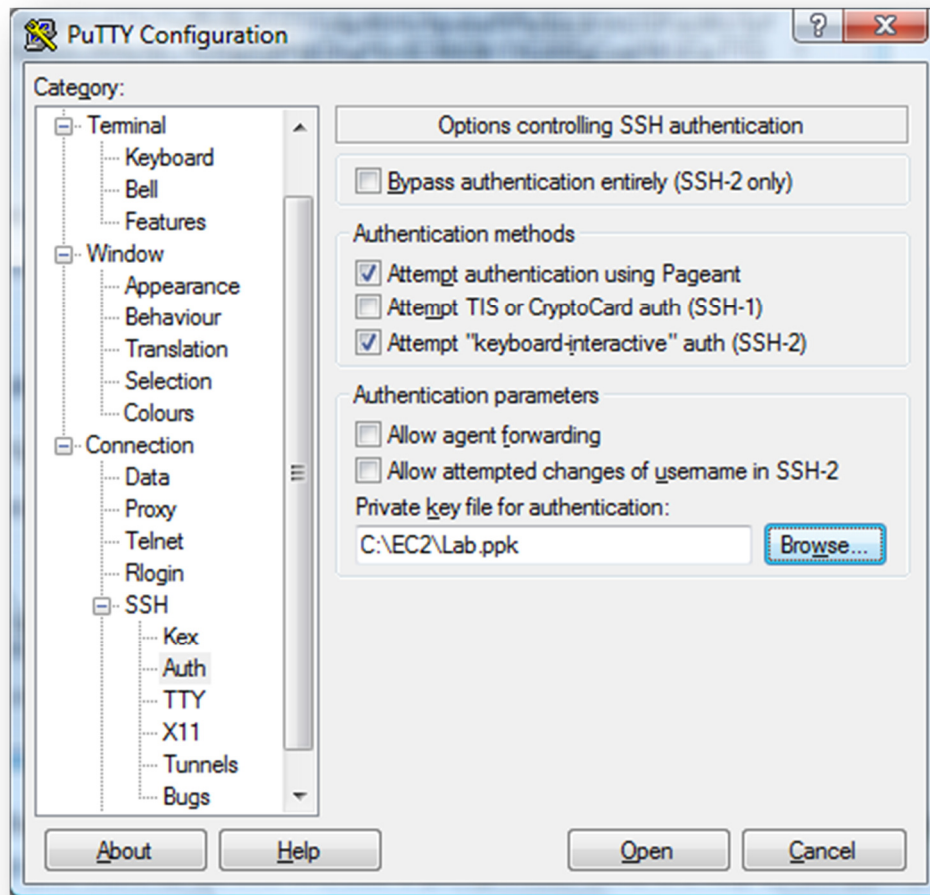 PuTTY Configuration
Category:
Terminal
Keyboard
Bell
Features
Window
Appearance
Behaviour
Translation
Selection
Colours
Connection
Data
Proxy
Telnet
Rlogin
SSH
Kex
Auth
TTY
X11
Tunnels
Bugs
Options controlling SSH authentication
Bypass authentication entirely (SSH-2 only)
Authentication methods
Attempt authentication using Pageant
Attempt TIS or CryptoCard auth (SSH-1)
Attempt "keyboard-interactive" auth (SSH-2)
Authentication parameters
Allow agent forwarding
Allow attempted changes of username in SSH-2
Private key file for authentication:
C:\EC2\Lab.ppk
Browse...
About
Help
Open
Cancel